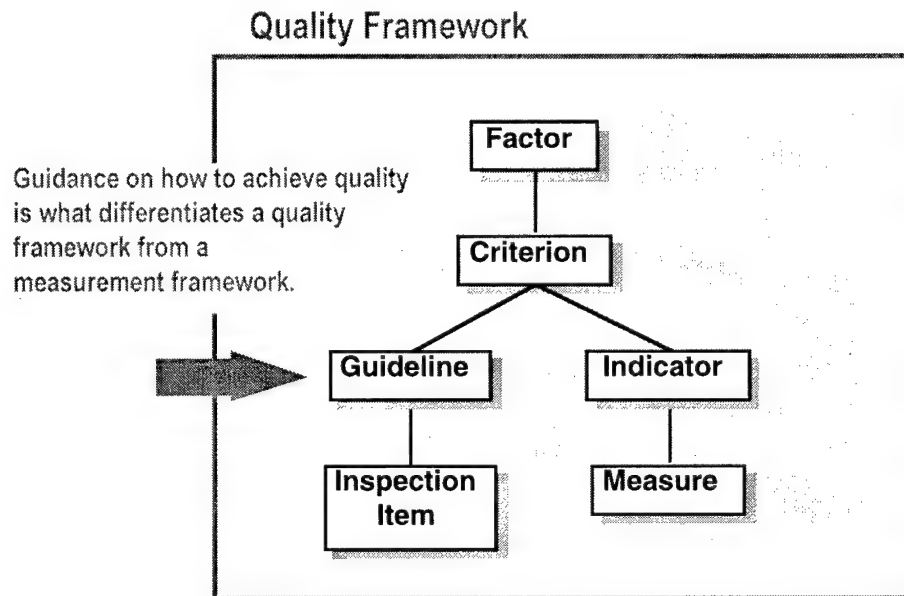 Quality Framework
Factor
Guidance on how to achieve quality
is what differentiates a quality
framework from a
measurement framework.
Criterion
Guideline
Indicator
Inspection
Item
Measure